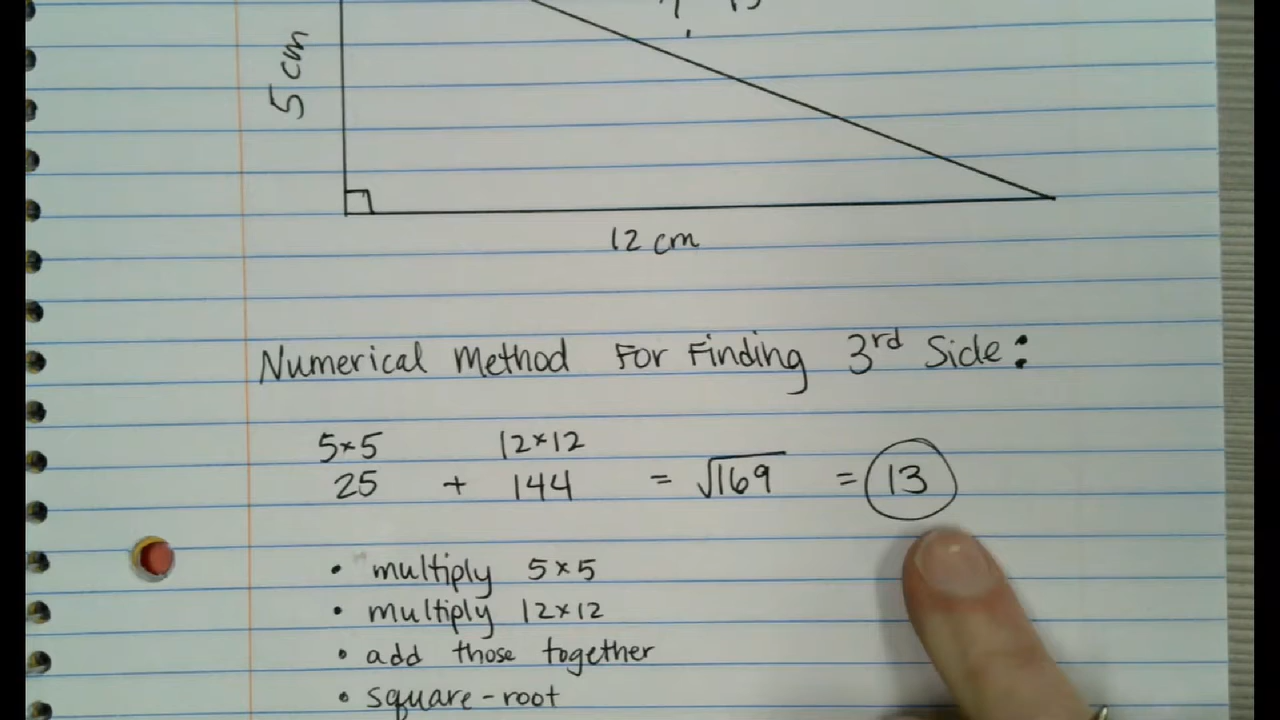 5 cm
12 cm
Numerical Method For Finding 3rd Side:
5×5 12×12
25 + 144 = √169 = 13
• multiply 5×5
• multiply 12×12
• add those together
• square-root